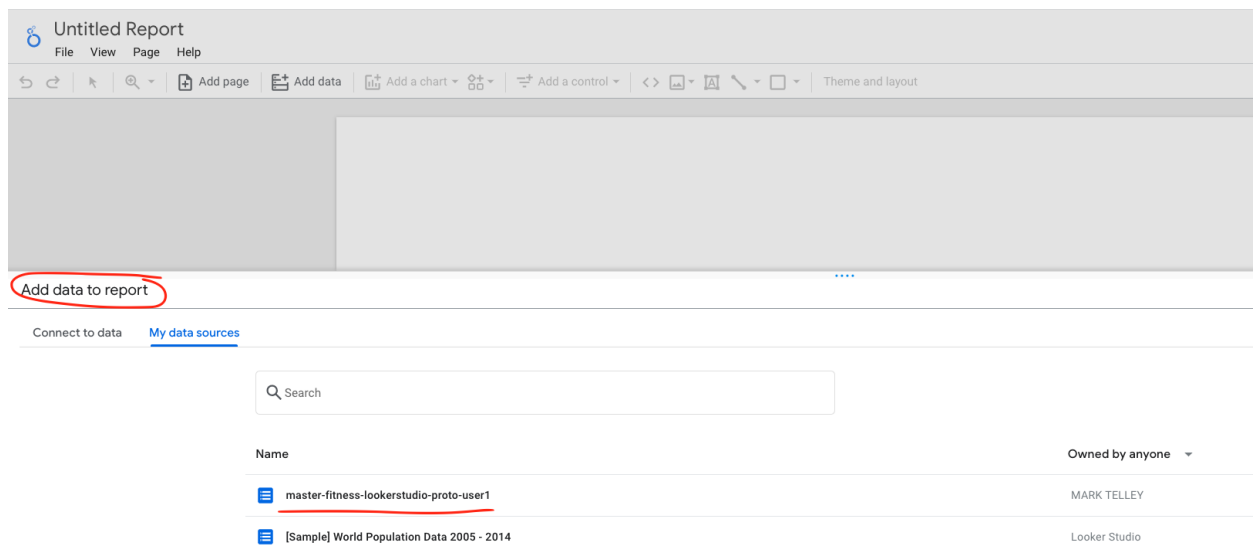 Untitled Report
File View Page Help
Add page Add data Add a chart Add a control Theme and layout
Add data to report
Connect to data My data sources
Search
Name Owned by anyone
master-fitness-lookerstudio-proto-user1 MARK TELLEY
[Sample] World Population Data 2005 - 2014 Looker Studio